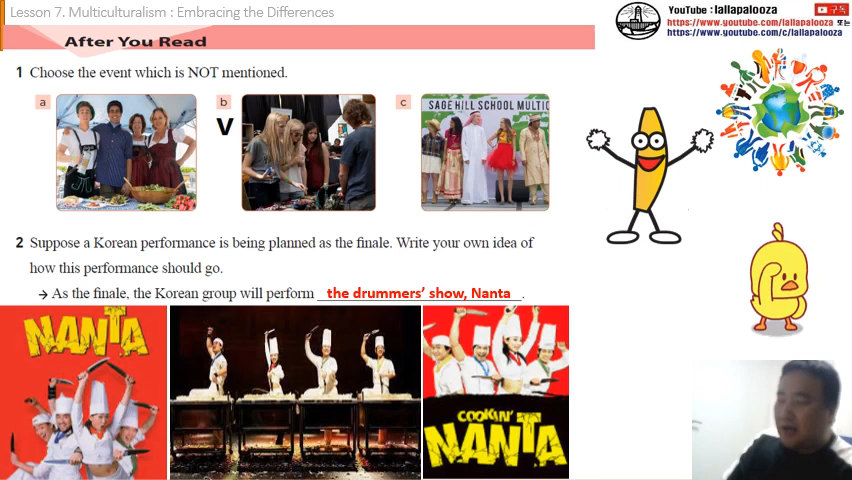 Lesson 7. Multiculturalism : Embracing the Differences
YouTube : lallapalooza
구독
https://www.youtube.com/lallapalooza 또는
https://www.youtube.com/c/lallapalooza
After You Read
1 Choose the event which is NOT mentioned.
a
b
c
V
SAGE HILL SCHOOL MULTIC
2 Suppose a Korean performance is being planned as the finale. Write your own idea of
how this performance should go.
→ As the finale, the Korean group will perform the drummers’ show, Nanta.
NANTA
COOKIN'
NANTA